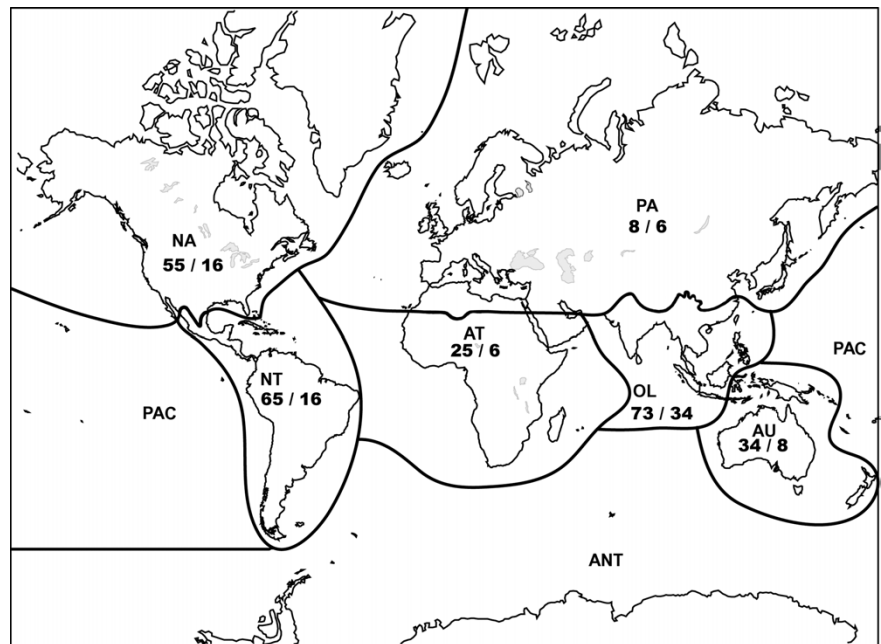 PA
8 / 6
NA
55 / 16
AT
25 / 6
PAC
NT
65 / 16
OL
73 / 34
PAC
AU
34 / 8
ANT